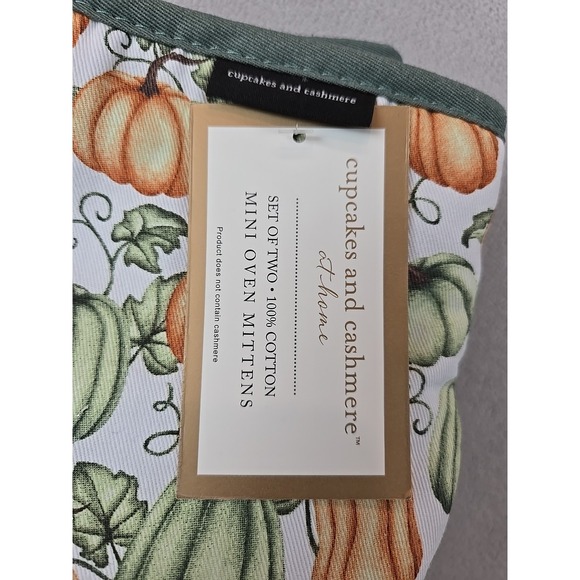 cupcakes and cashmere
cupcakes and cashmere™
at home
SET OF TWO • 100% COTTON
MINI OVEN MITTENS
Product does not contain cashmere